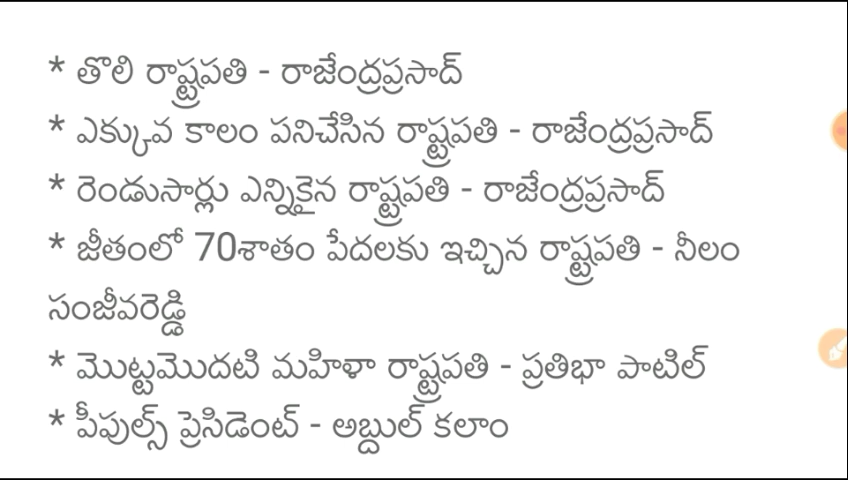 * తొలి రాష్ట్రపతి - రాజేంద్రప్రసాద్
* ఎక్కువ కాలం పనిచేసిన రాష్ట్రపతి - రాజేంద్రప్రసాద్
* రెండుసార్లు ఎన్నికైన రాష్ట్రపతి - రాజేంద్రప్రసాద్
* జీతంలో 70శాతం పేదలకు ఇచ్చిన రాష్ట్రపతి - నీలం
సంజీవరెడ్డి
* మొట్టమొదటి మహిళా రాష్ట్రపతి - ప్రతిభా పాటిల్
* పీపుల్స్ ప్రెసిడెంట్ - అబ్దుల్ కలాం